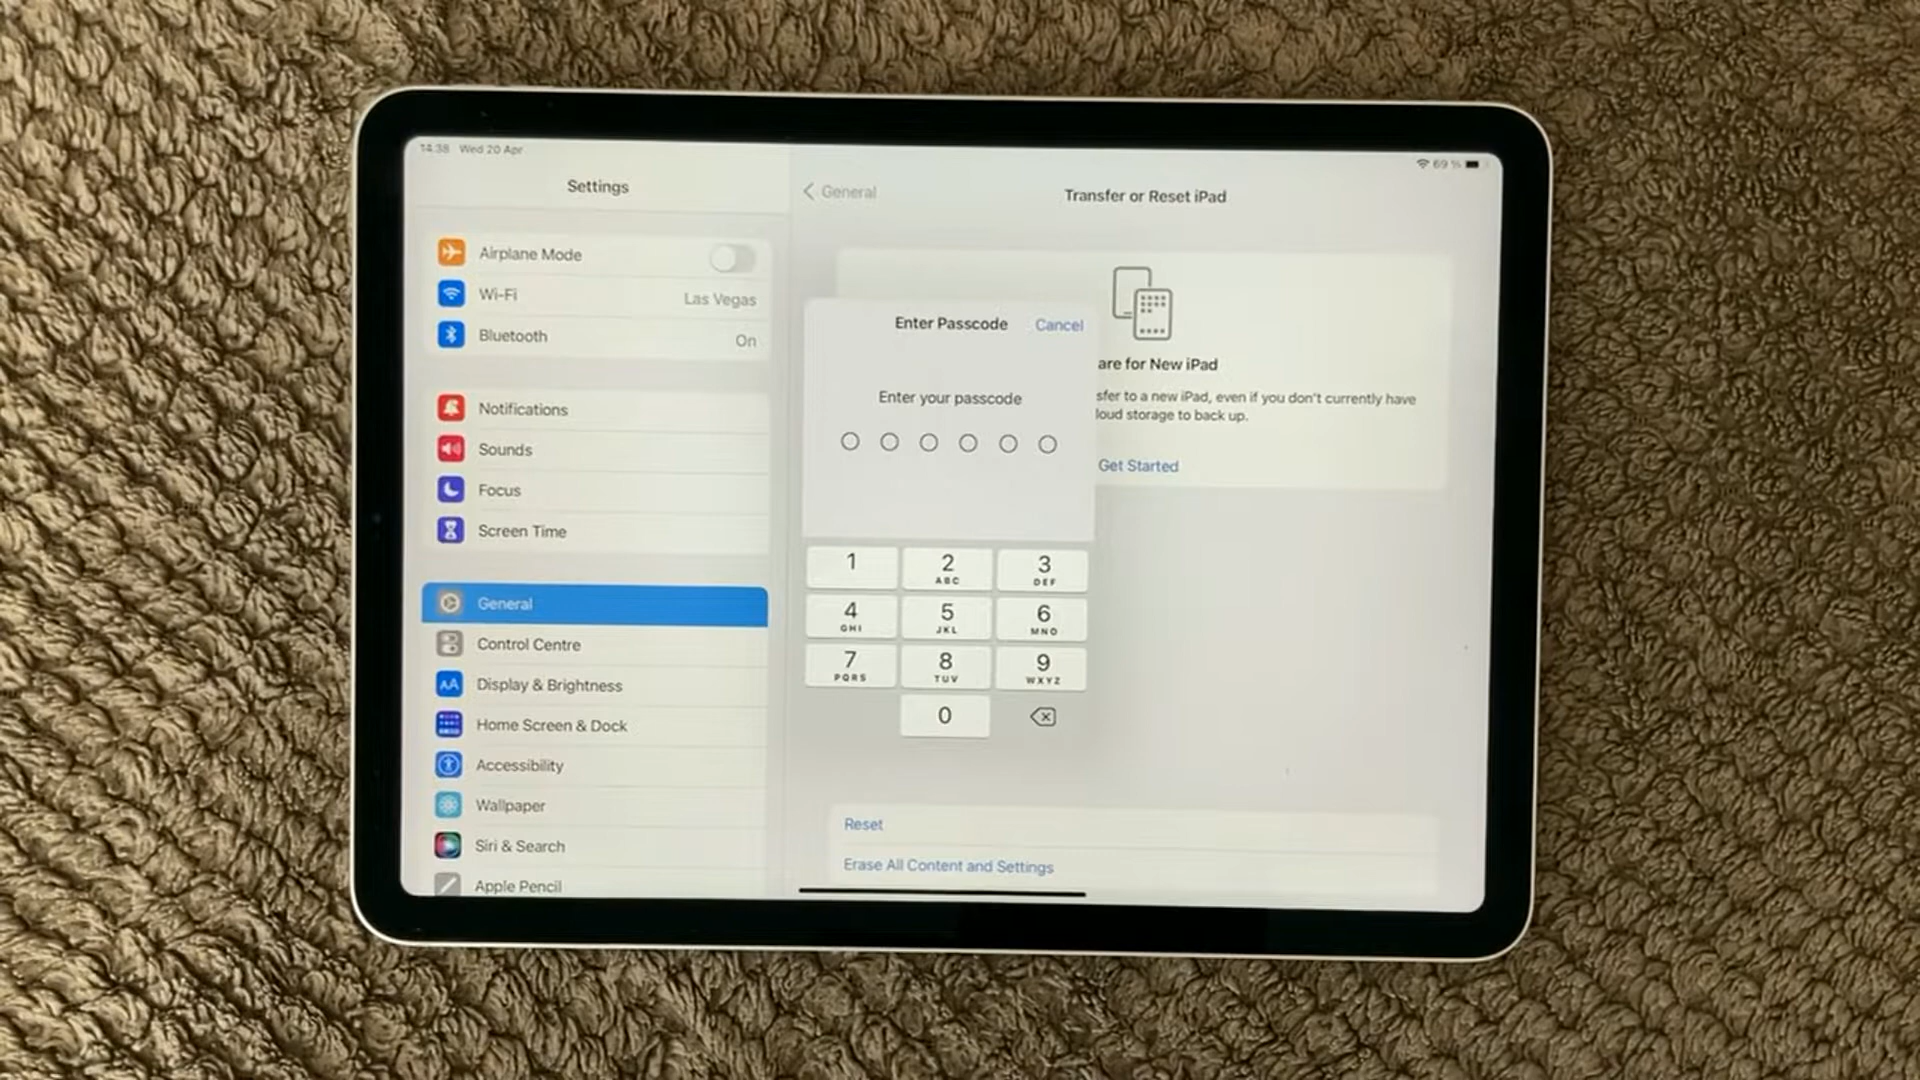 14:38 Wed 20 Apr
69 %
Settings
Airplane Mode
Wi-Fi Las Vegas
Bluetooth On
Notifications
Sounds
Focus
Screen Time
General
Control Centre
AA Display & Brightness
Home Screen & Dock
Accessibility
Wallpaper
Siri & Search
Apple Pencil
General
Transfer or Reset iPad
are for New iPad
sfer to a new iPad, even if you don't currently have
loud storage to back up.
Get Started
Enter Passcode Cancel
Enter your passcode
1 2 3
ABC DEF
4 5 6
GHI JKL MNO
7 8 9
PQRS TUV WXYZ
0
Reset
Erase All Content and Settings